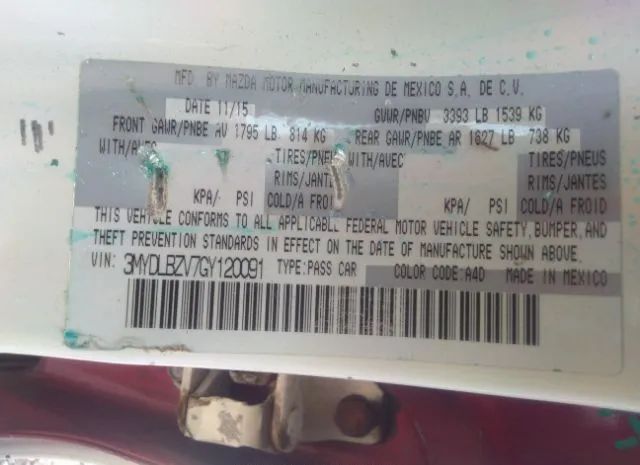 MFD. BY MAZDA MOTOR MANUFACTURING DE MEXICO S.A. DE C.V.
DATE 11/15 GVWR/PNBV 3393 LB 1539 KG
FRONT GAWR/PNBE AV 1795 LB 814 KG REAR GAWR/PNBE AR 1627 LB 738 KG
WITH/AVEC TIRES/PNEU WITH/AVEC TIRES/PNEUS
RIMS/JANTE RIMS/JANTES
KPA/ PSI COLD/A FROID KPA/ PSI COLD/A FROID
THIS VEHICLE CONFORMS TO ALL APPLICABLE FEDERAL MOTOR VEHICLE SAFETY, BUMPER, AND
THEFT PREVENTION STANDARDS IN EFFECT ON THE DATE OF MANUFACTURE SHOWN ABOVE.
VIN: 3MYDLBZV7GY120091 TYPE:PASS CAR COLOR CODE:A4D MADE IN MEXICO